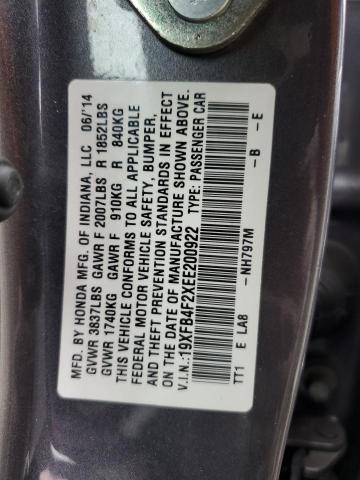 MFD. BY HONDA MFG. OF INDIANA, LLC 06/14
GVWR 3837LBS GAWR F 2007LBS R 1852LBS
GVWR 1740KG GAWR F 910KG R 840KG
THIS VEHICLE CONFORMS TO ALL APPLICABLE
FEDERAL MOTOR VEHICLE SAFETY, BUMPER,
AND THEFT PREVENTION STANDARDS IN EFFECT
ON THE DATE OF MANUFACTURE SHOWN ABOVE.
V.I.N.:19XFB4F2XEE200922 TYPE: PASSENGER CAR
TT1 E LA8 -NH797M -B -E